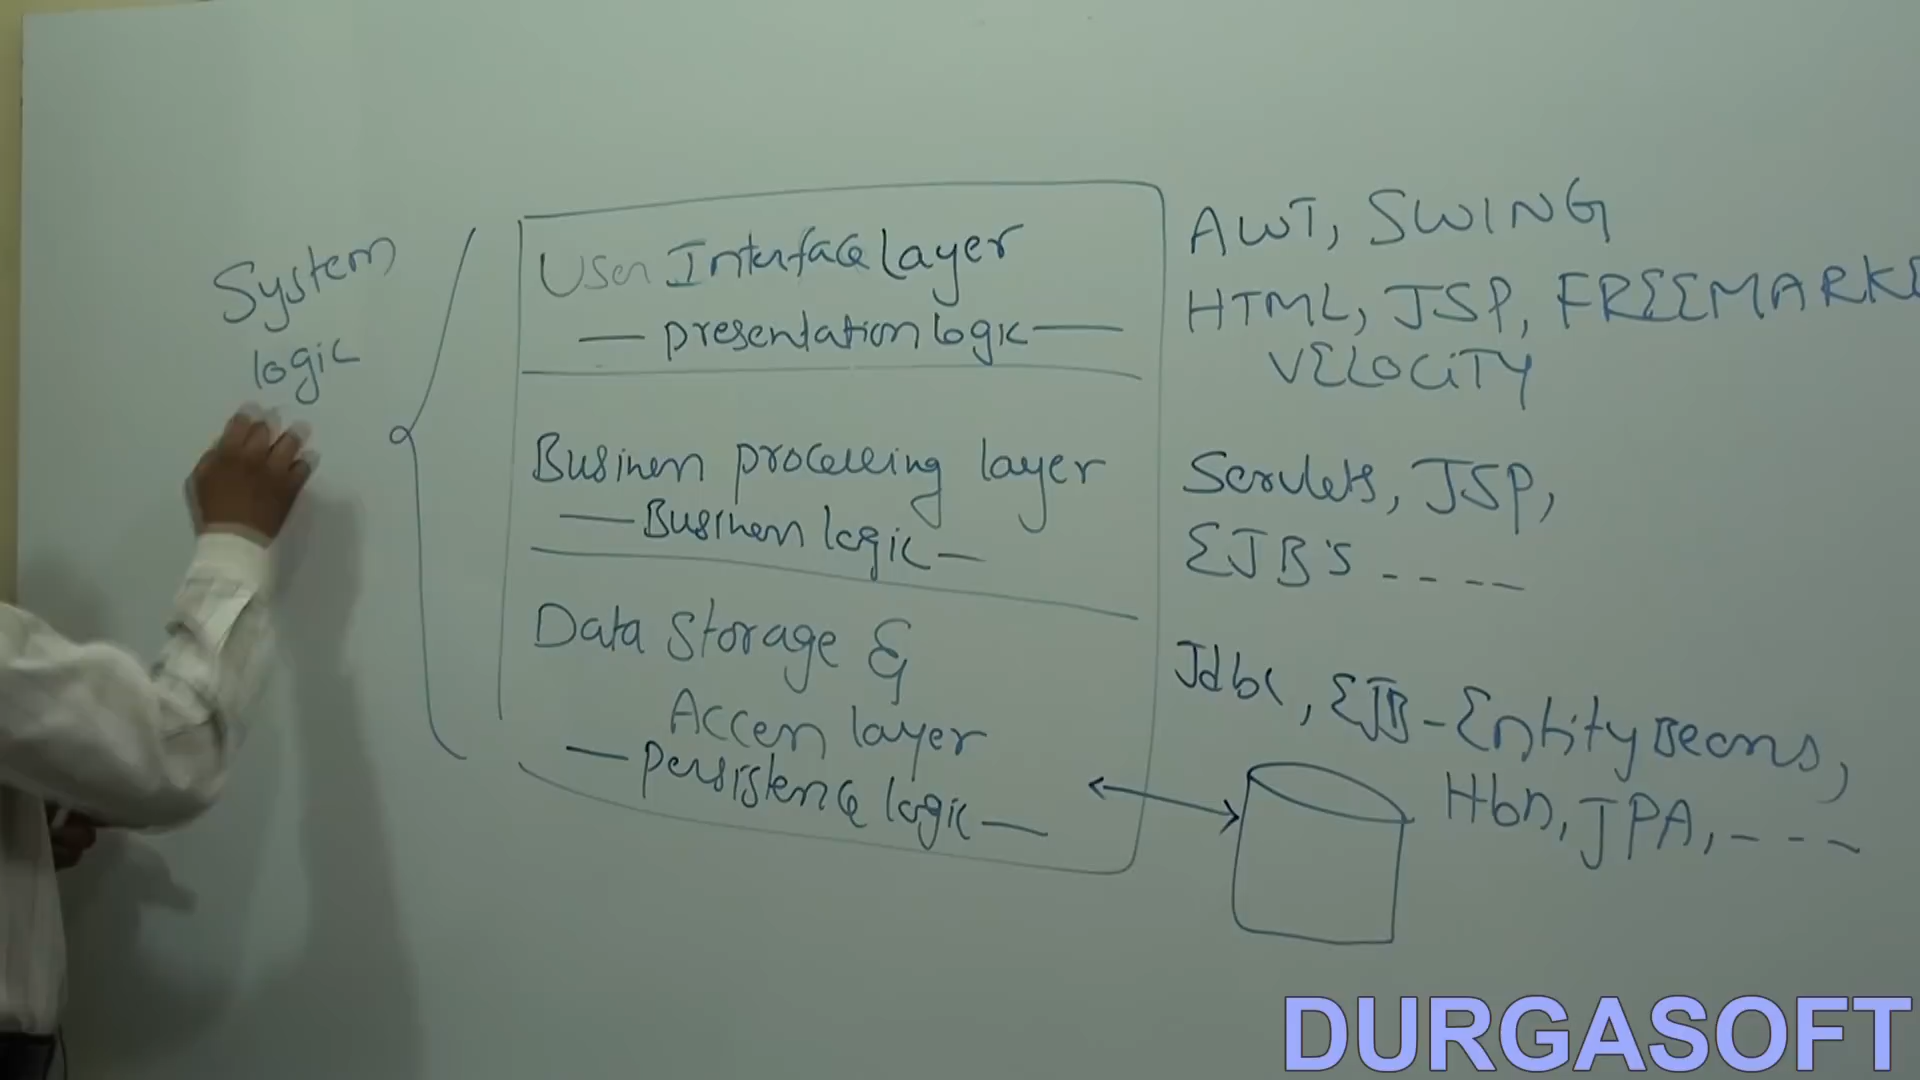 System
logic
User Interface Layer
— presentation logic —
Business processing layer
— Business logic —
Data Storage &
Access layer
— persistence logic —
AWT, SWING
HTML, JSP, FREEMARKE
VELOCITY
Servlets, JSP,
EJB's - - - -
Jdbc, EJB-Entity Beans,
Hbn, JPA, - - - -
DURGASOFT